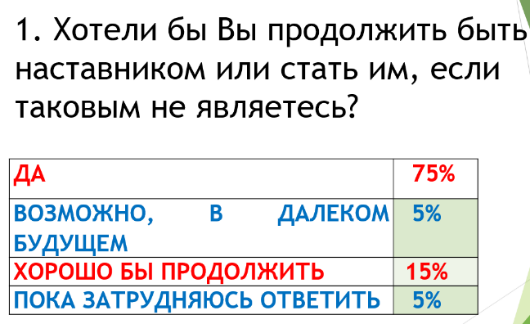 1. Хотели бы Вы продолжить быть
наставником или стать им, если
таковым не являетесь?
ДА 75%
ВОЗМОЖНО, В ДАЛЕКОМ 5%
БУДУЩЕМ
ХОРОШО БЫ ПРОДОЛЖИТЬ 15%
ПОКА ЗАТРУДНЯЮСЬ ОТВЕТИТЬ 5%